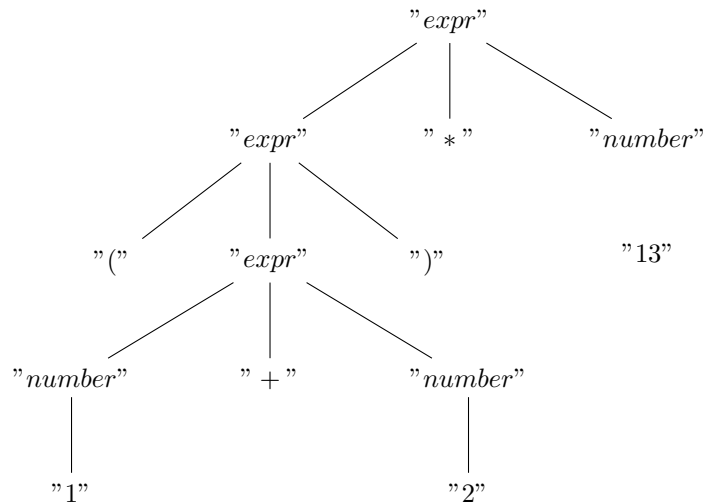 "expr"
"expr" " * " "number"
"(" "expr" ")" "13"
"number" " + " "number"
"1" "2"